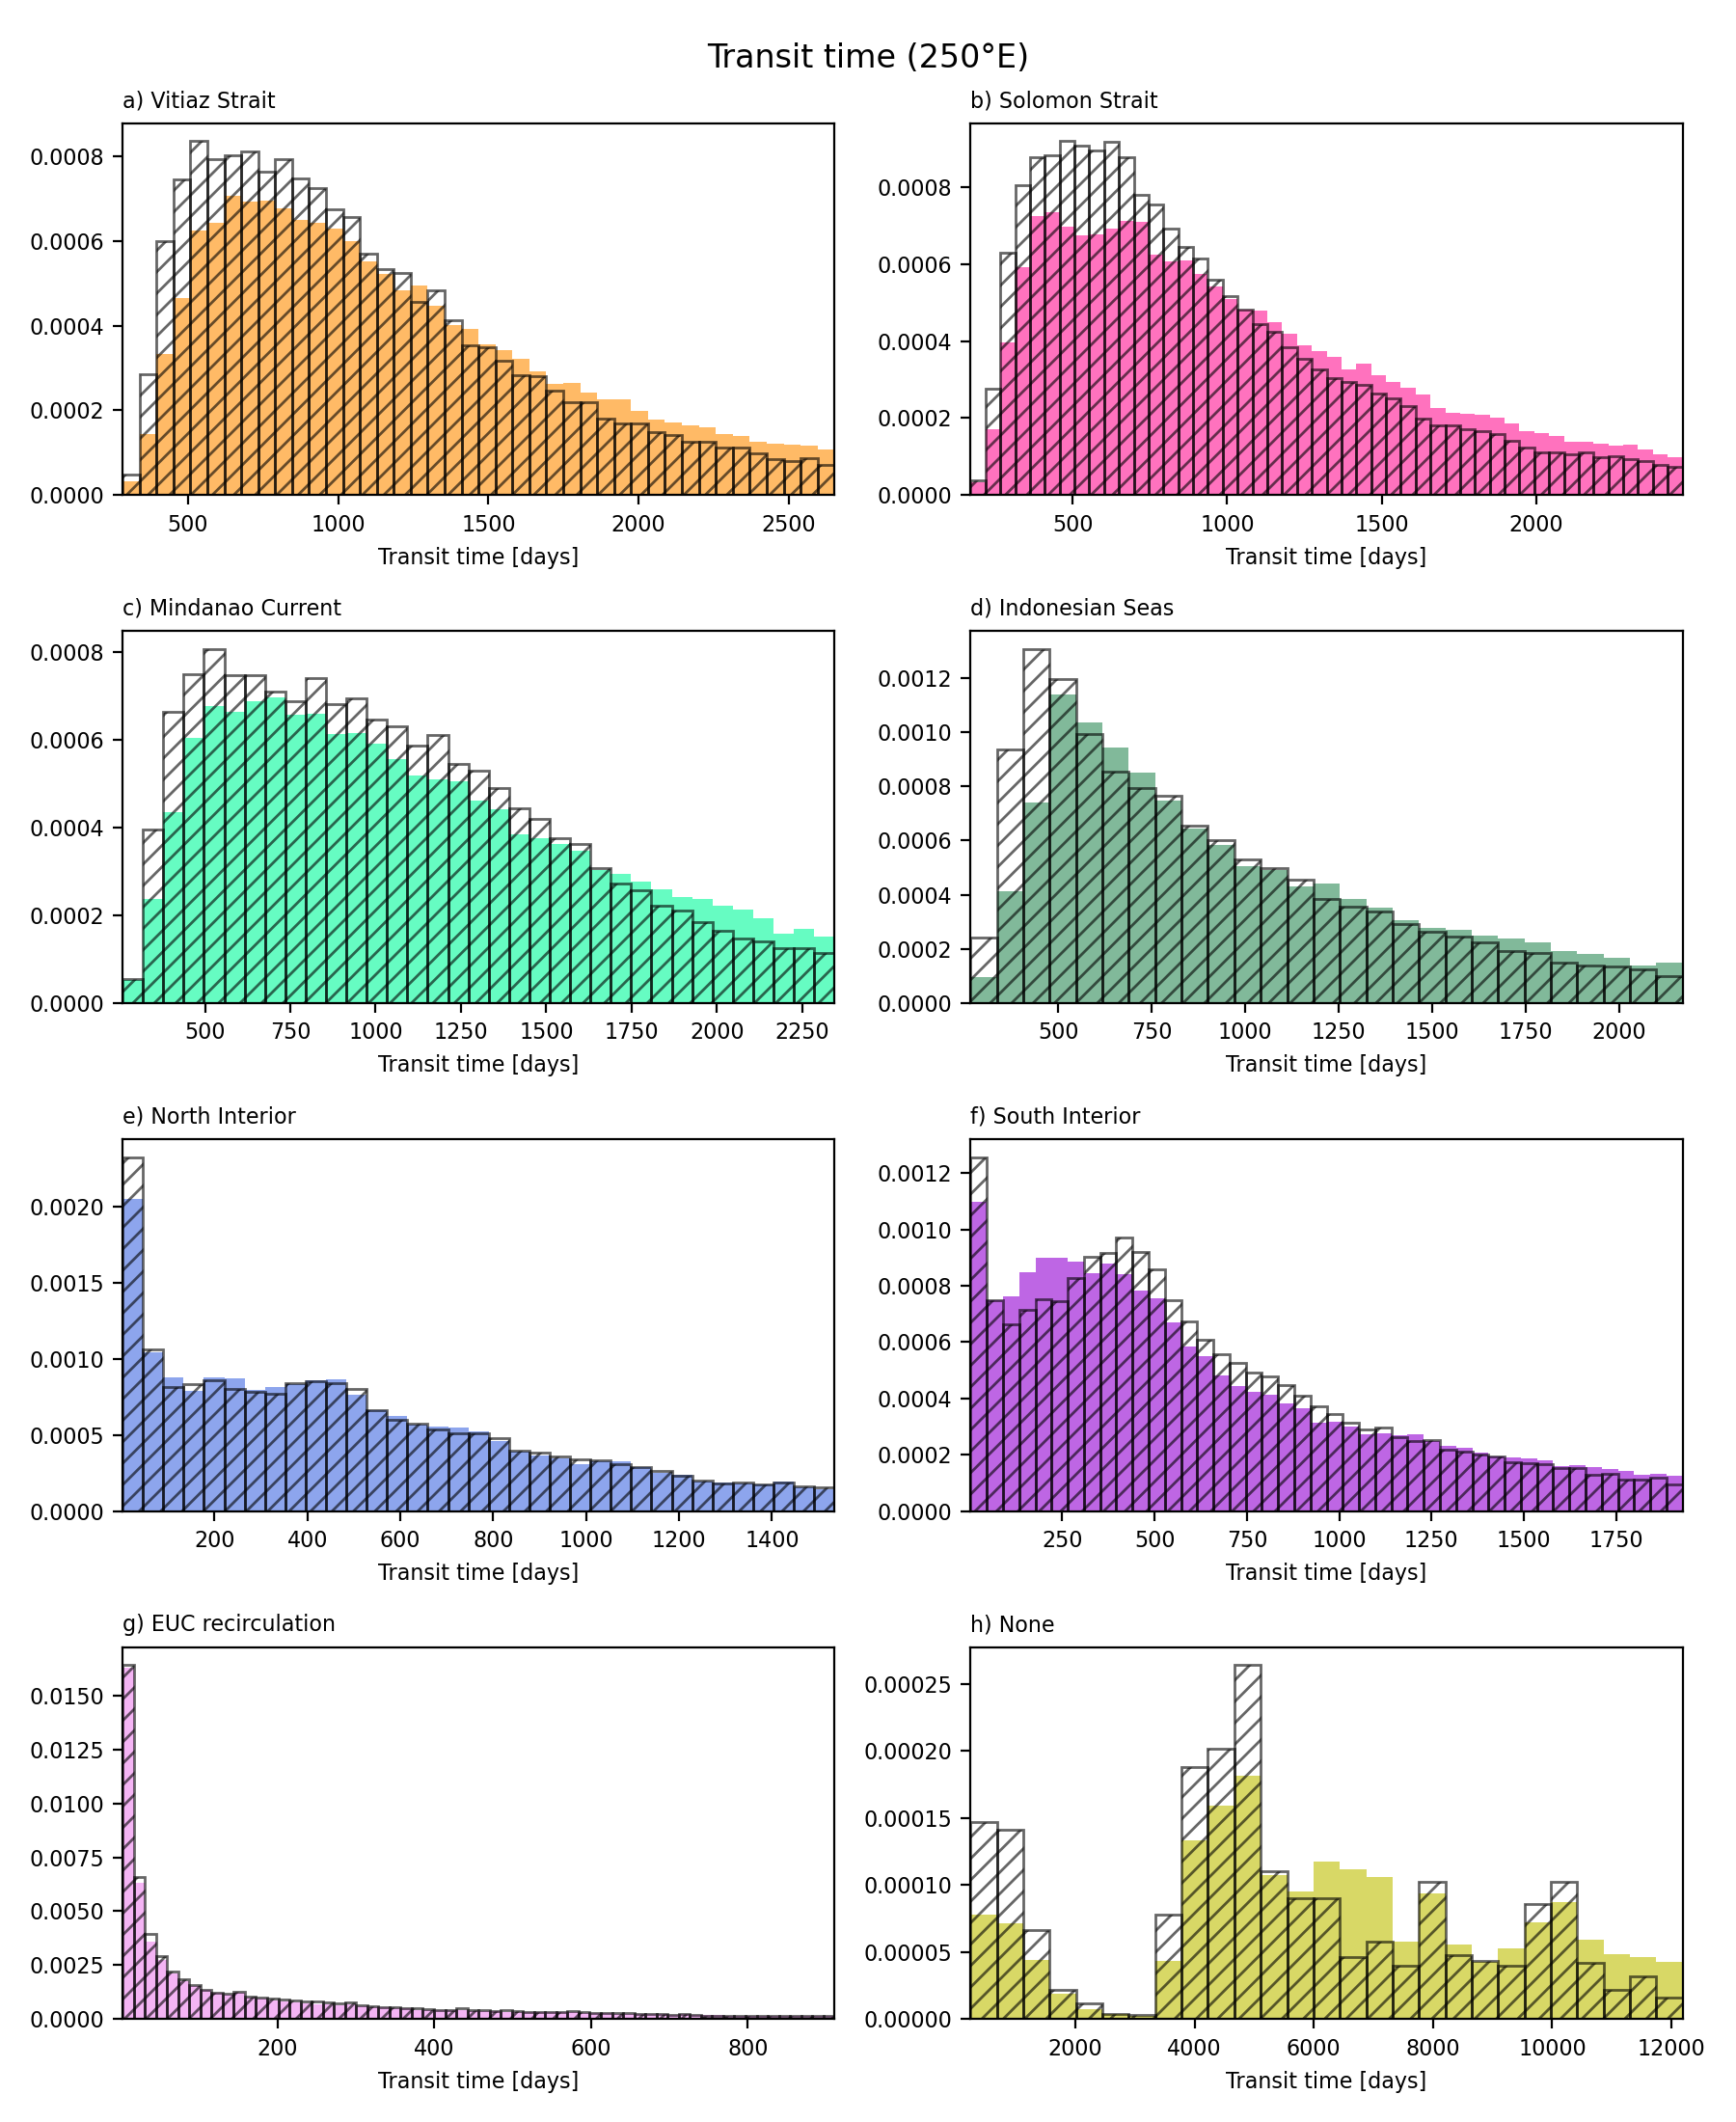 Transit time (250°E)
a) Vitiaz Strait
0.0008
0.0006
0.0004
0.0002
0.0000
500 1000 1500 2000 2500
Transit time [days]
b) Solomon Strait
0.0008
0.0006
0.0004
0.0002
0.0000
500 1000 1500 2000
Transit time [days]
c) Mindanao Current
0.0008
0.0006
0.0004
0.0002
0.0000
500 750 1000 1250 1500 1750 2000 2250
Transit time [days]
d) Indonesian Seas
0.0012
0.0010
0.0008
0.0006
0.0004
0.0002
0.0000
500 750 1000 1250 1500 1750 2000
Transit time [days]
e) North Interior
0.0020
0.0015
0.0010
0.0005
0.0000
200 400 600 800 1000 1200 1400
Transit time [days]
f) South Interior
0.0012
0.0010
0.0008
0.0006
0.0004
0.0002
0.0000
250 500 750 1000 1250 1500 1750
Transit time [days]
g) EUC recirculation
0.0150
0.0125
0.0100
0.0075
0.0050
0.0025
0.0000
200 400 600 800
Transit time [days]
h) None
0.00025
0.00020
0.00015
0.00010
0.00005
0.00000
2000 4000 6000 8000 10000 12000
Transit time [days]